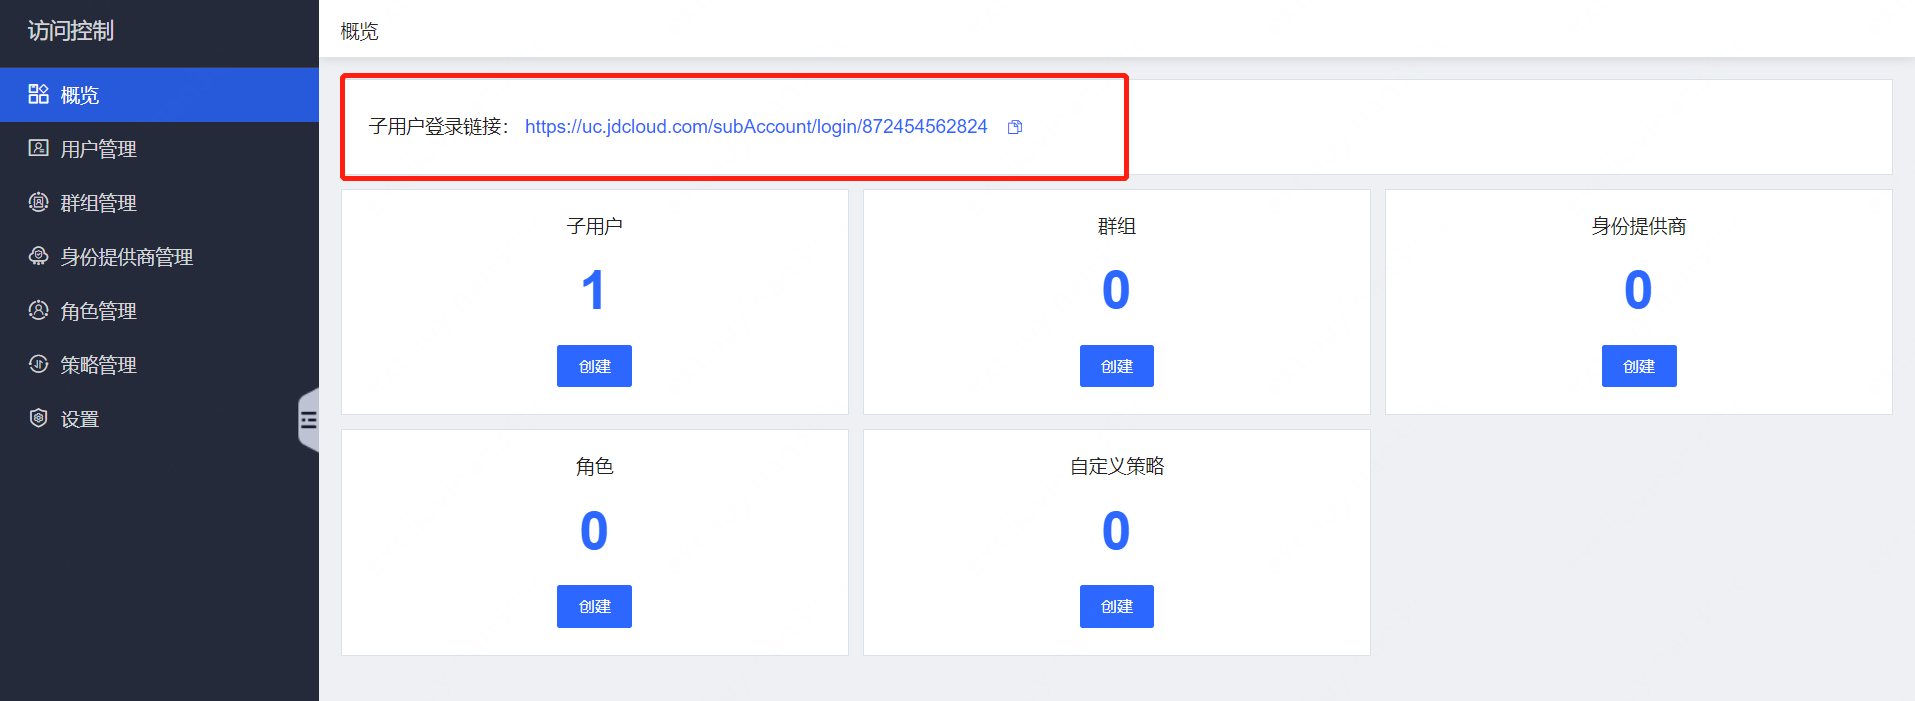 访问控制
概览
用户管理
群组管理
身份提供商管理
角色管理
策略管理
设置
概览
子用户登录链接： https://uc.jdcloud.com/subAccount/login/872454562824
子用户
1
创建
群组
0
创建
身份提供商
0
创建
角色
0
创建
自定义策略
0
创建